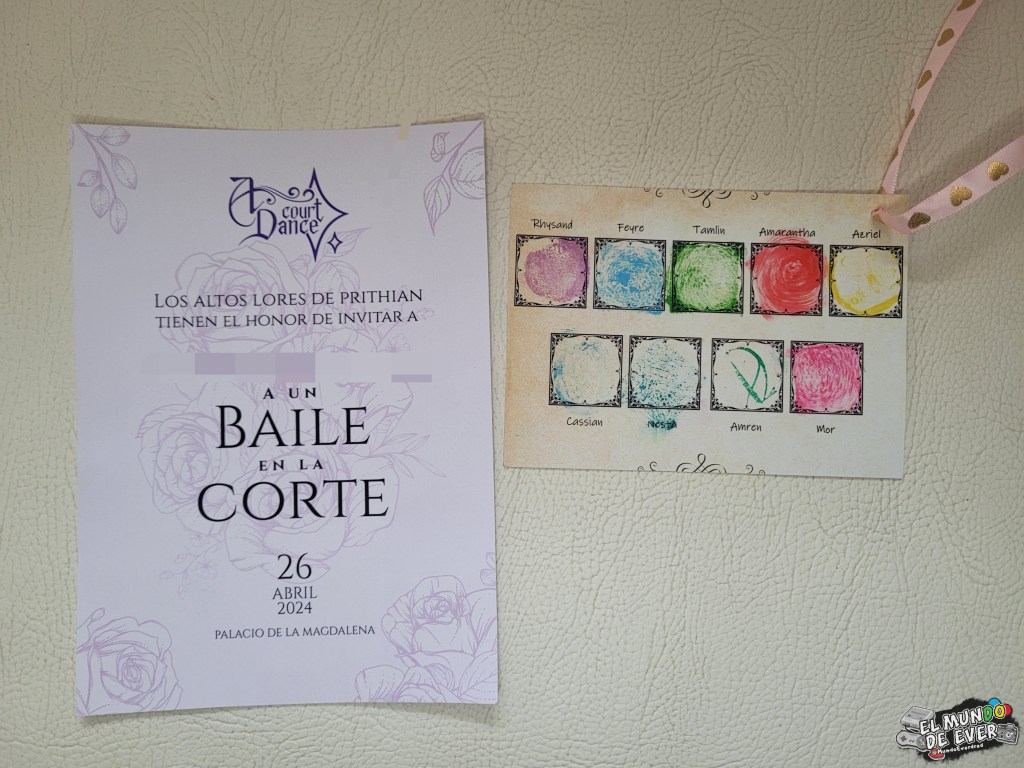 A court
Dance
LOS ALTOS LORES DE PRITHIAN
TIENEN EL HONOR DE INVITAR A
A UN
BAILE
EN LA
CORTE
26
ABRIL
2024
PALACIO DE LA MAGDALENA
Rhysand Feyre Tamlin Amarantha Azriel
Cassian Nesta Amren Mor
EL MUNDO
DE EVER
@MundoEverdred